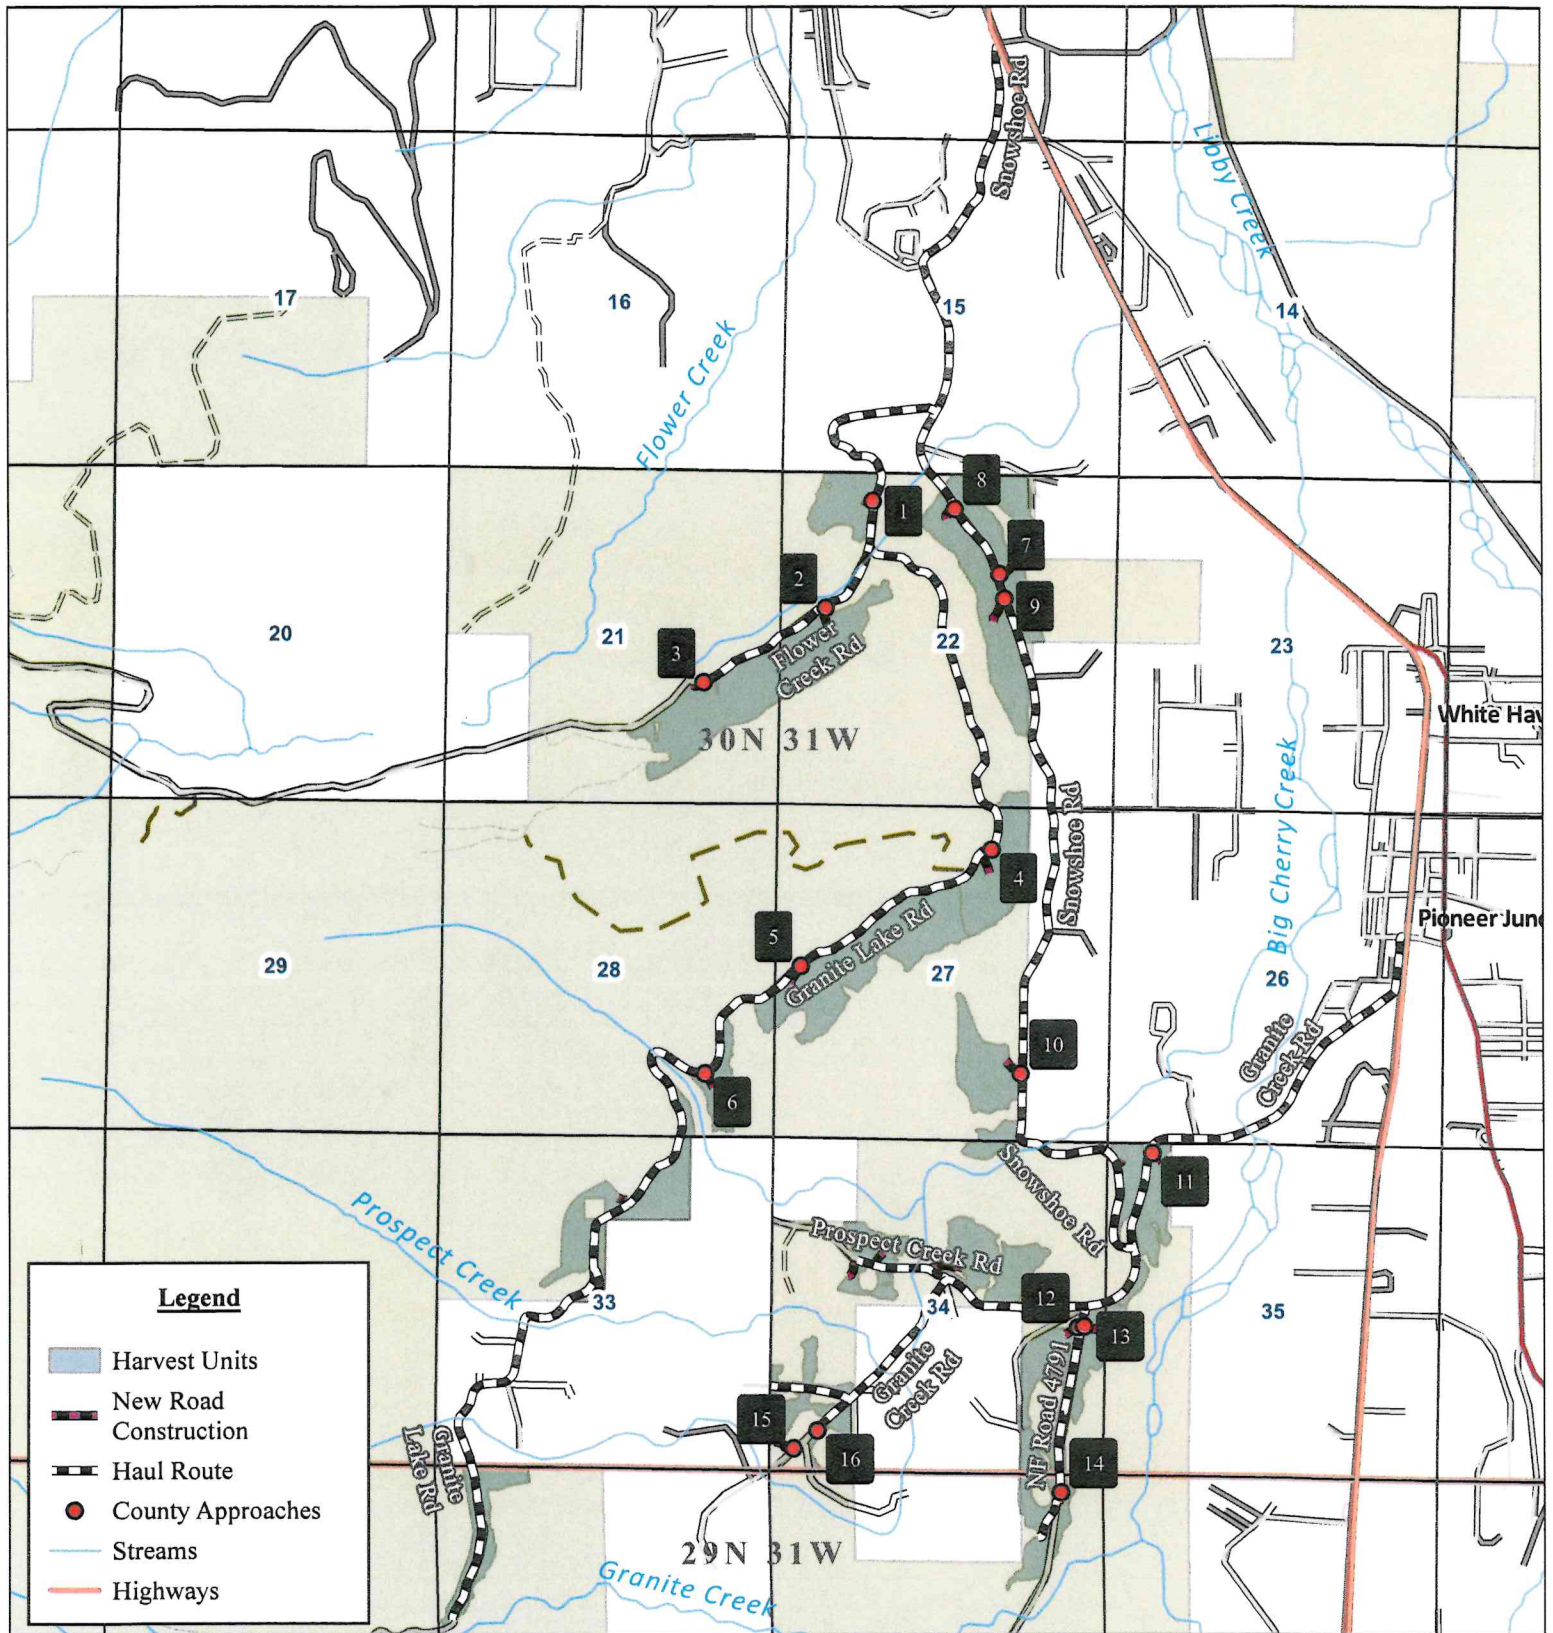 Snowshoe Rd
Libby Creek
17
16
15
14
Flower Creek
8
1
7
2
9
20
21
22
23
3
Flower
Creek Rd
White Hav
30N 31W
Snowshoe Rd
Big Cherry Creek
4
Pioneer Junc
5
Granite Lake Rd
29
28
27
26
10
Granite
Creek Rd
6
Snowshoe Rd
11
Prospect Creek
Prospect Creek Rd
12
33
34
35
13
Granite
Creek Rd
NF Road 4791
15
16
14
Granite
Lake Rd
29N 31W
Granite Creek
Legend
Harvest Units
New Road
Construction
Haul Route
County Approaches
Streams
Highways